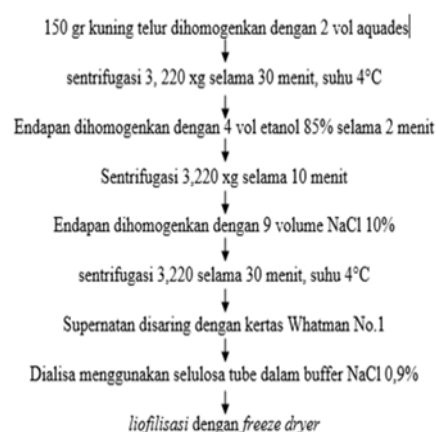 150 gr kuning telur dihomogenkan dengan 2 vol aquades
sentrifugasi 3, 220 xg selama 30 menit, suhu 4°C
Endapan dihomogenkan dengan 4 vol etanol 85% selama 2 menit
Sentrifugasi 3,220 xg selama 10 menit
Endapan dihomogenkan dengan 9 volume NaCl 10%
sentrifugasi 3,220 selama 30 menit, suhu 4°C
Supernatan disaring dengan kertas Whatman No.1
Dialisa menggunakan selulosa tube dalam buffer NaCl 0,9%
liofilisasi dengan freeze dryer